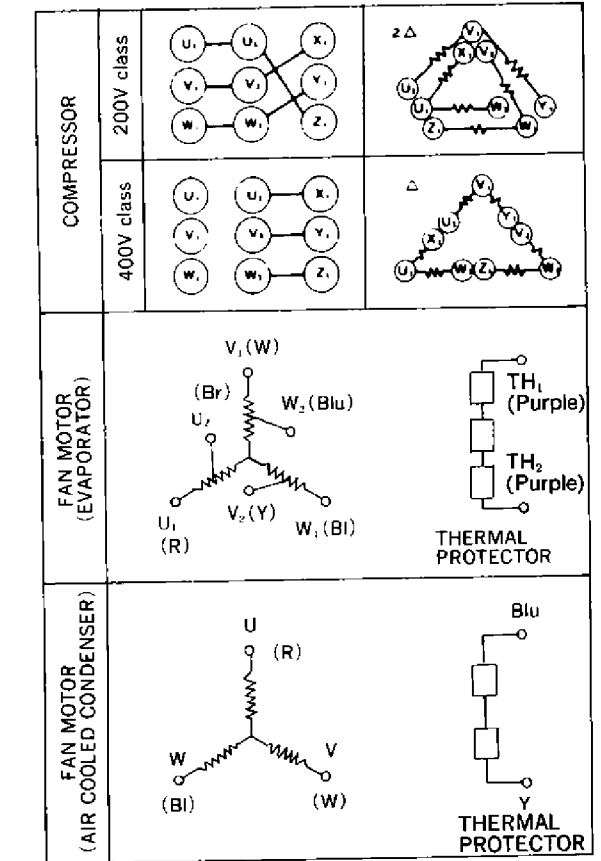 COMPRESSOR
200V class
U₁ U₂ X₁
V₁ V₂ Y₁
W₁ W₂ Z₁
2△
V₁
X₁ V₂
U₂
U₁ W₂ Y₁
Z₁ W₁
400V class
U₁ U₂ X₁
V₁ V₂ Y₁
W₁ W₂ Z₁
△
V₁
U₂ Y₁
X₁ V₂
U₁ W₂ Z₁ W₁
FAN MOTOR
(EVAPORATOR)
V₁(W)
(Br)
U₂
W₂(Blu)
U₁
(R)
V₂(Y)
W₁(Bl)
TH₁
(Purple)
TH₂
(Purple)
THERMAL
PROTECTOR
FAN MOTOR
(AIR COOLED CONDENSER)
U
(R)
W
(Bl)
V
(W)
Blu
Y
THERMAL
PROTECTOR